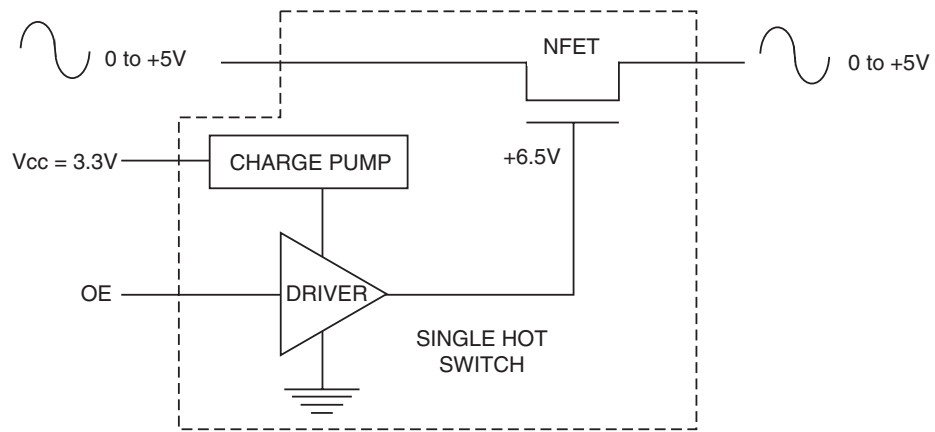 NFET
0 to +5V
0 to +5V
Vcc = 3.3V
CHARGE PUMP
+6.5V
OE
DRIVER
SINGLE HOT
SWITCH